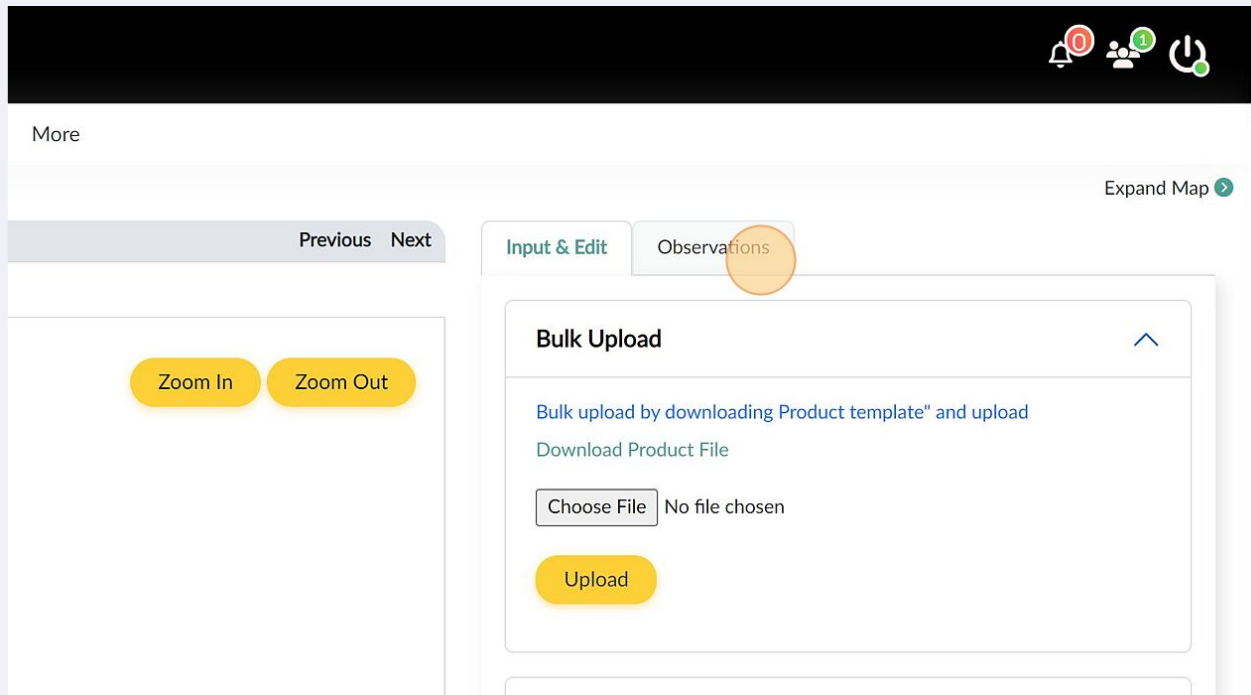 0
1
More
Expand Map
Previous Next
Input & Edit
Observations
Zoom In
Zoom Out
Bulk Upload
Bulk upload by downloading Product template" and upload
Download Product File
Choose File No file chosen
Upload